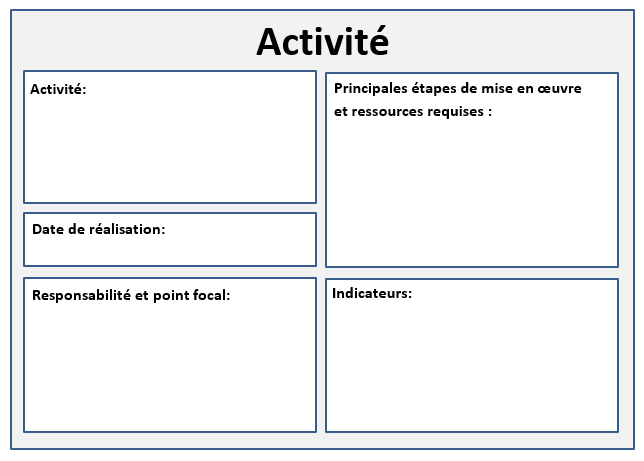 Activité
Activité:
Date de réalisation:
Responsabilité et point focal:
Principales étapes de mise en œuvre
et ressources requises :
Indicateurs: